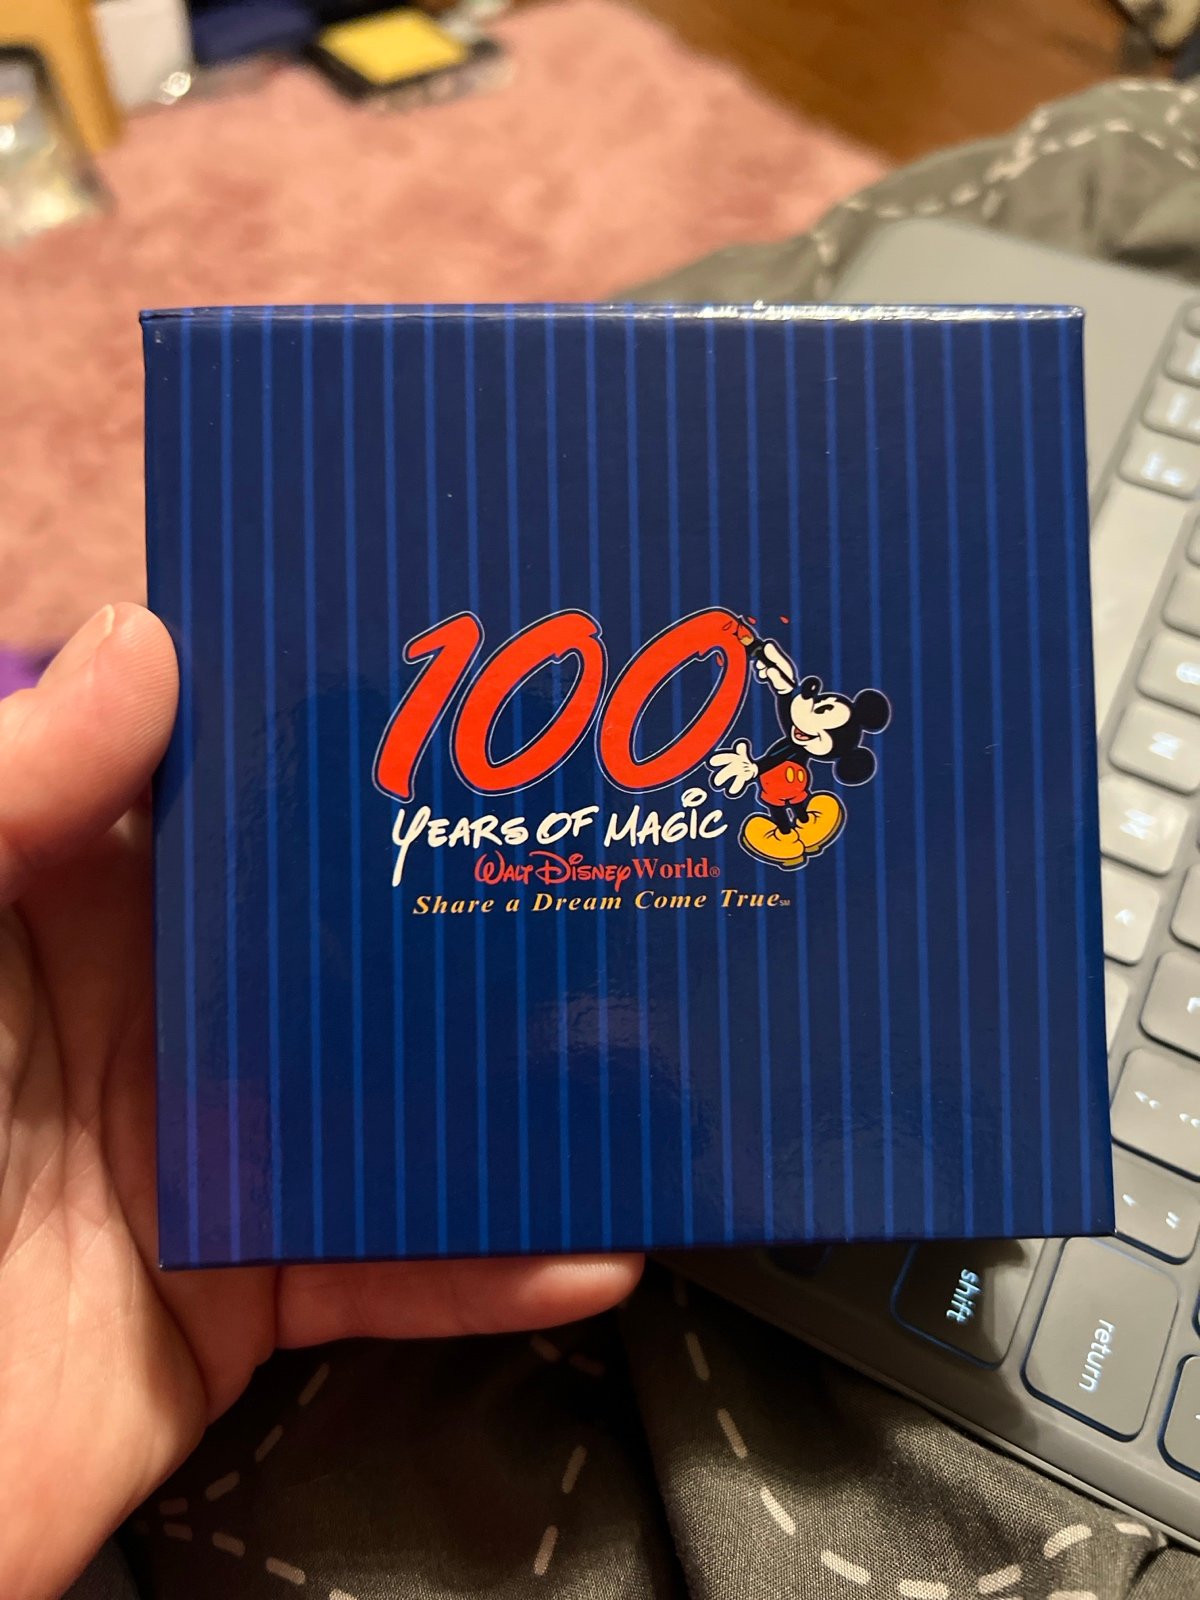 100
YEARS OF MAGIC
WALT DISNEY World®
Share a Dream Come True℠
shift
return